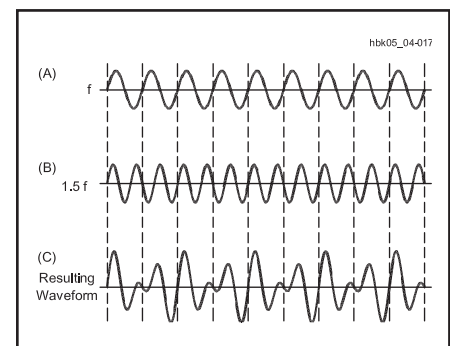 hbk05_04-017
(A)
f
(B)
1.5 f
(C)
Resulting
Waveform